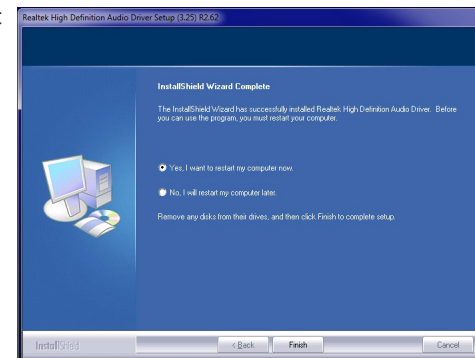 Realtek High Definition Audio Driver Setup (3.25) R2.62
InstallShield Wizard Complete
The InstallShield Wizard has successfully installed Realtek High Definition Audio Driver. Before
you can use the program, you must restart your computer.
Yes, I want to restart my computer now.
No, I will restart my computer later.
Remove any disks from their drives, and then click Finish to complete setup.
InstallShield
< Back
Finish
Cancel